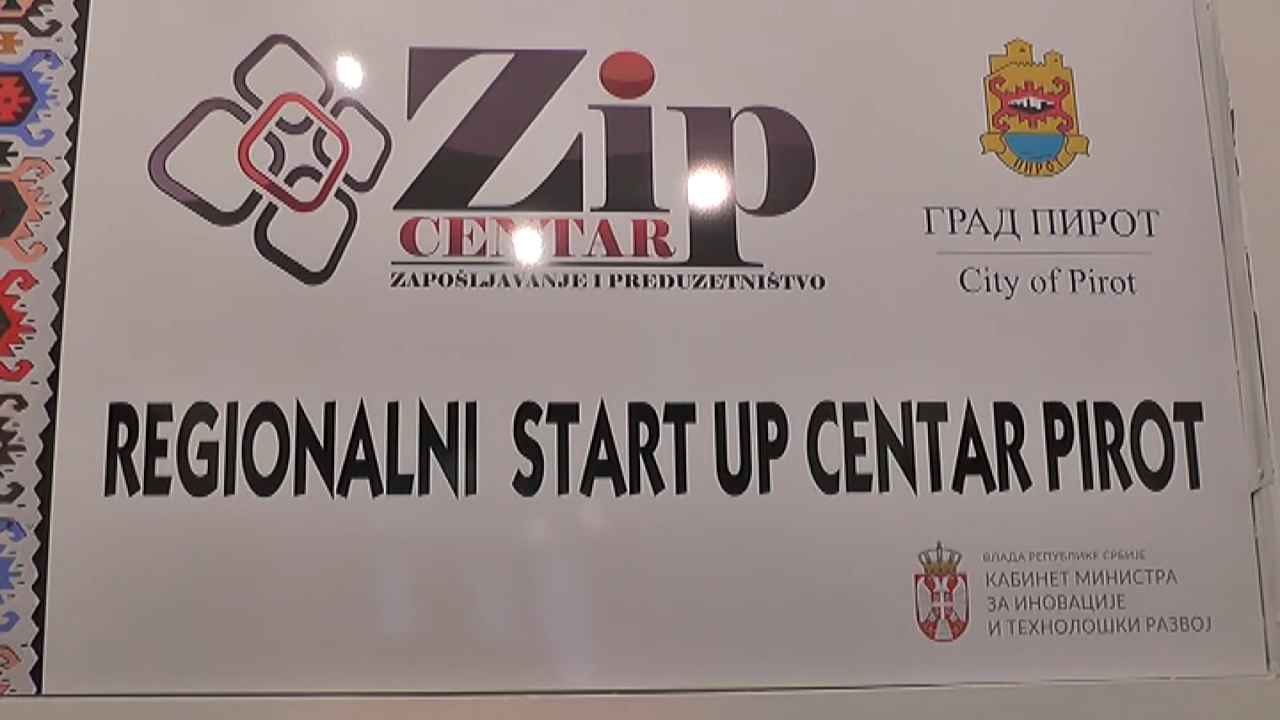 Zip
CENTAR
ZAPOŠLJAVANJE I PREDUZETNIŠTVO
ПИРОТ
ГРАД ПИРОТ
City of Pirot
REGIONALNI START UP CENTAR PIROT
ВЛАДА РЕПУБЛИКЕ СРБИЈЕ
КАБИНЕТ МИНИСТРА
ЗА ИНОВАЦИЈЕ
И ТЕХНОЛОШКИ РАЗВОЈ